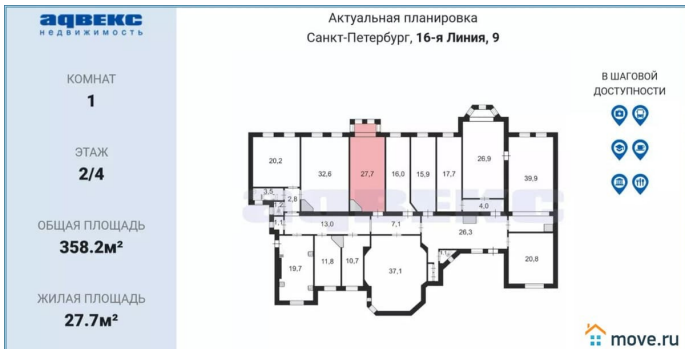 адвекс
недвижимость
Актуальная планировка
Санкт-Петербург, 16-я Линия, 9
КОМНАТ
1
ЭТАЖ
2/4
ОБЩАЯ ПЛОЩАДЬ
358.2м²
ЖИЛАЯ ПЛОЩАДЬ
27.7м²
В ШАГОВОЙ
ДОСТУПНОСТИ
20,2
32,6
27,7
16,0
15,9
17,7
26,9
39,9
3,5
2,8
4,0
адвекс
13,0
7,1
26,3
19,7
11,8
10,7
37,1
20,8
move.ru